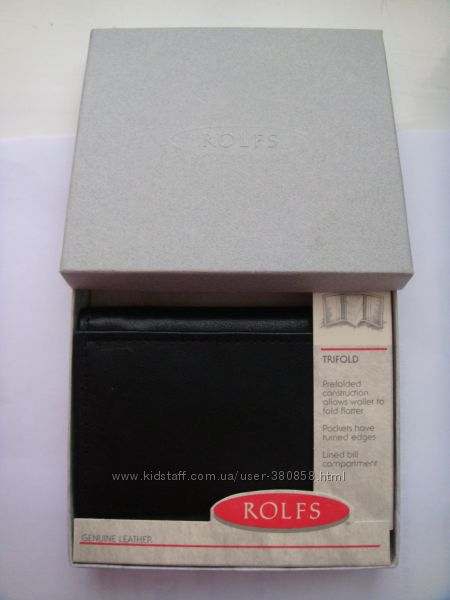 ROLFS
TRIFOLD
Prefolded
construction
allows wallet to
fold flatter
Pockets have
turned edges
Lined bill
compartment
www.kidstaff.com.ua/user-380858.html
ROLFS
GENUINE LEATHER